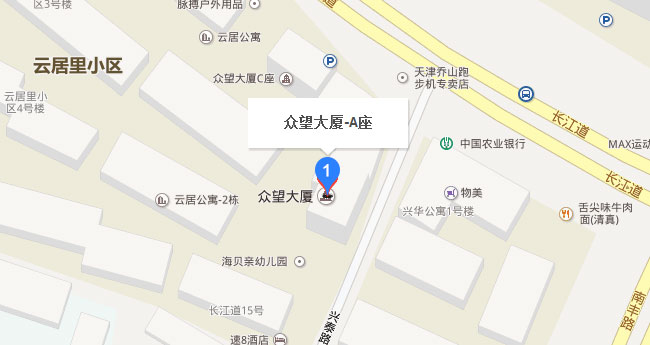 区3号楼
脉搏户外用品
P
舌尖味
云居公寓
P
云居里小区
众望大厦C座
天津乔山跑
步机专卖店
云居里小
区4号楼
众望大厦-A座
长江道
中国农业银行
MAX运动
1
长江道
众望大厦
云居公寓-2栋
物美
兴华公寓1号楼
舌尖味牛肉
面(清真)
海贝亲幼儿园
南丰路
长江道15号
兴泰路
速8酒店